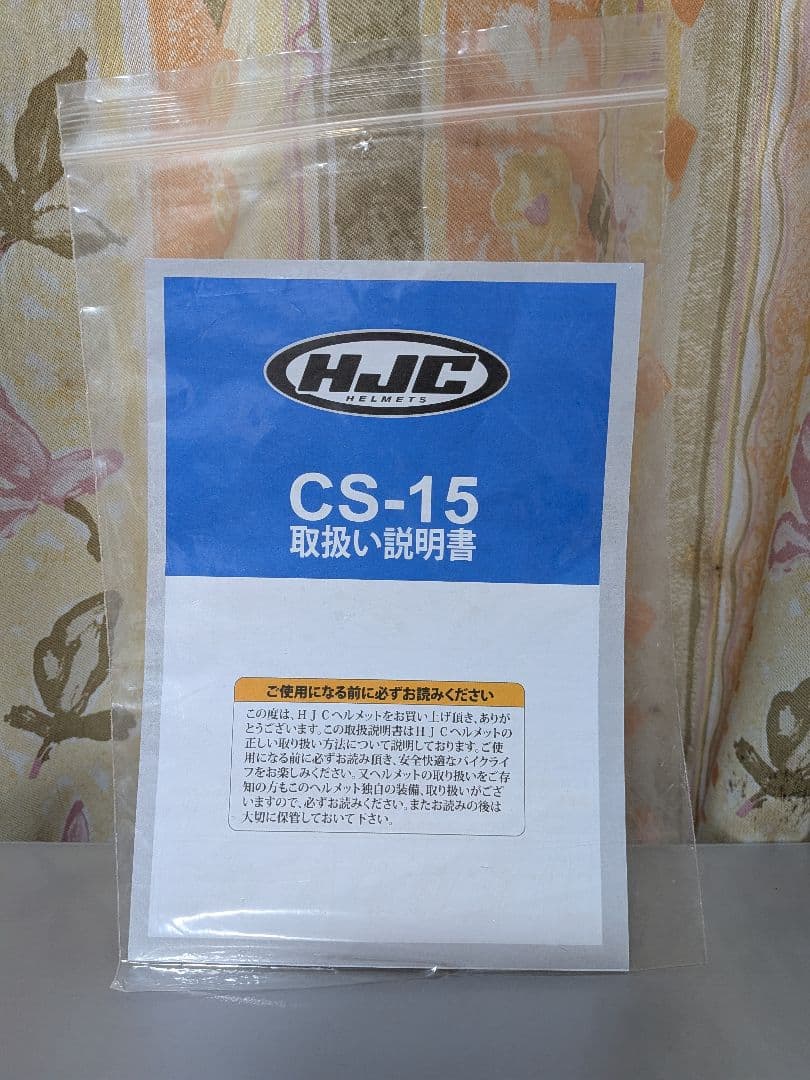 HJC
HELMETS
CS-15
取扱い説明書
ご使用になる前に必ずお読みください
この度は、HJCヘルメットをお買い上げ頂き、ありが
とうございます。この取扱説明書はHJCヘルメットの
正しい取り扱い方法について説明しております。ご使
用になる前に必ずお読み頂き、安全快適なバイクライ
フをお楽しみください。又ヘルメットの取り扱いをご存
知の方もこのヘルメット独自の装備、取り扱いがござ
いますので、必ずお読みください。またお読みの後は
大切に保管しておいて下さい。